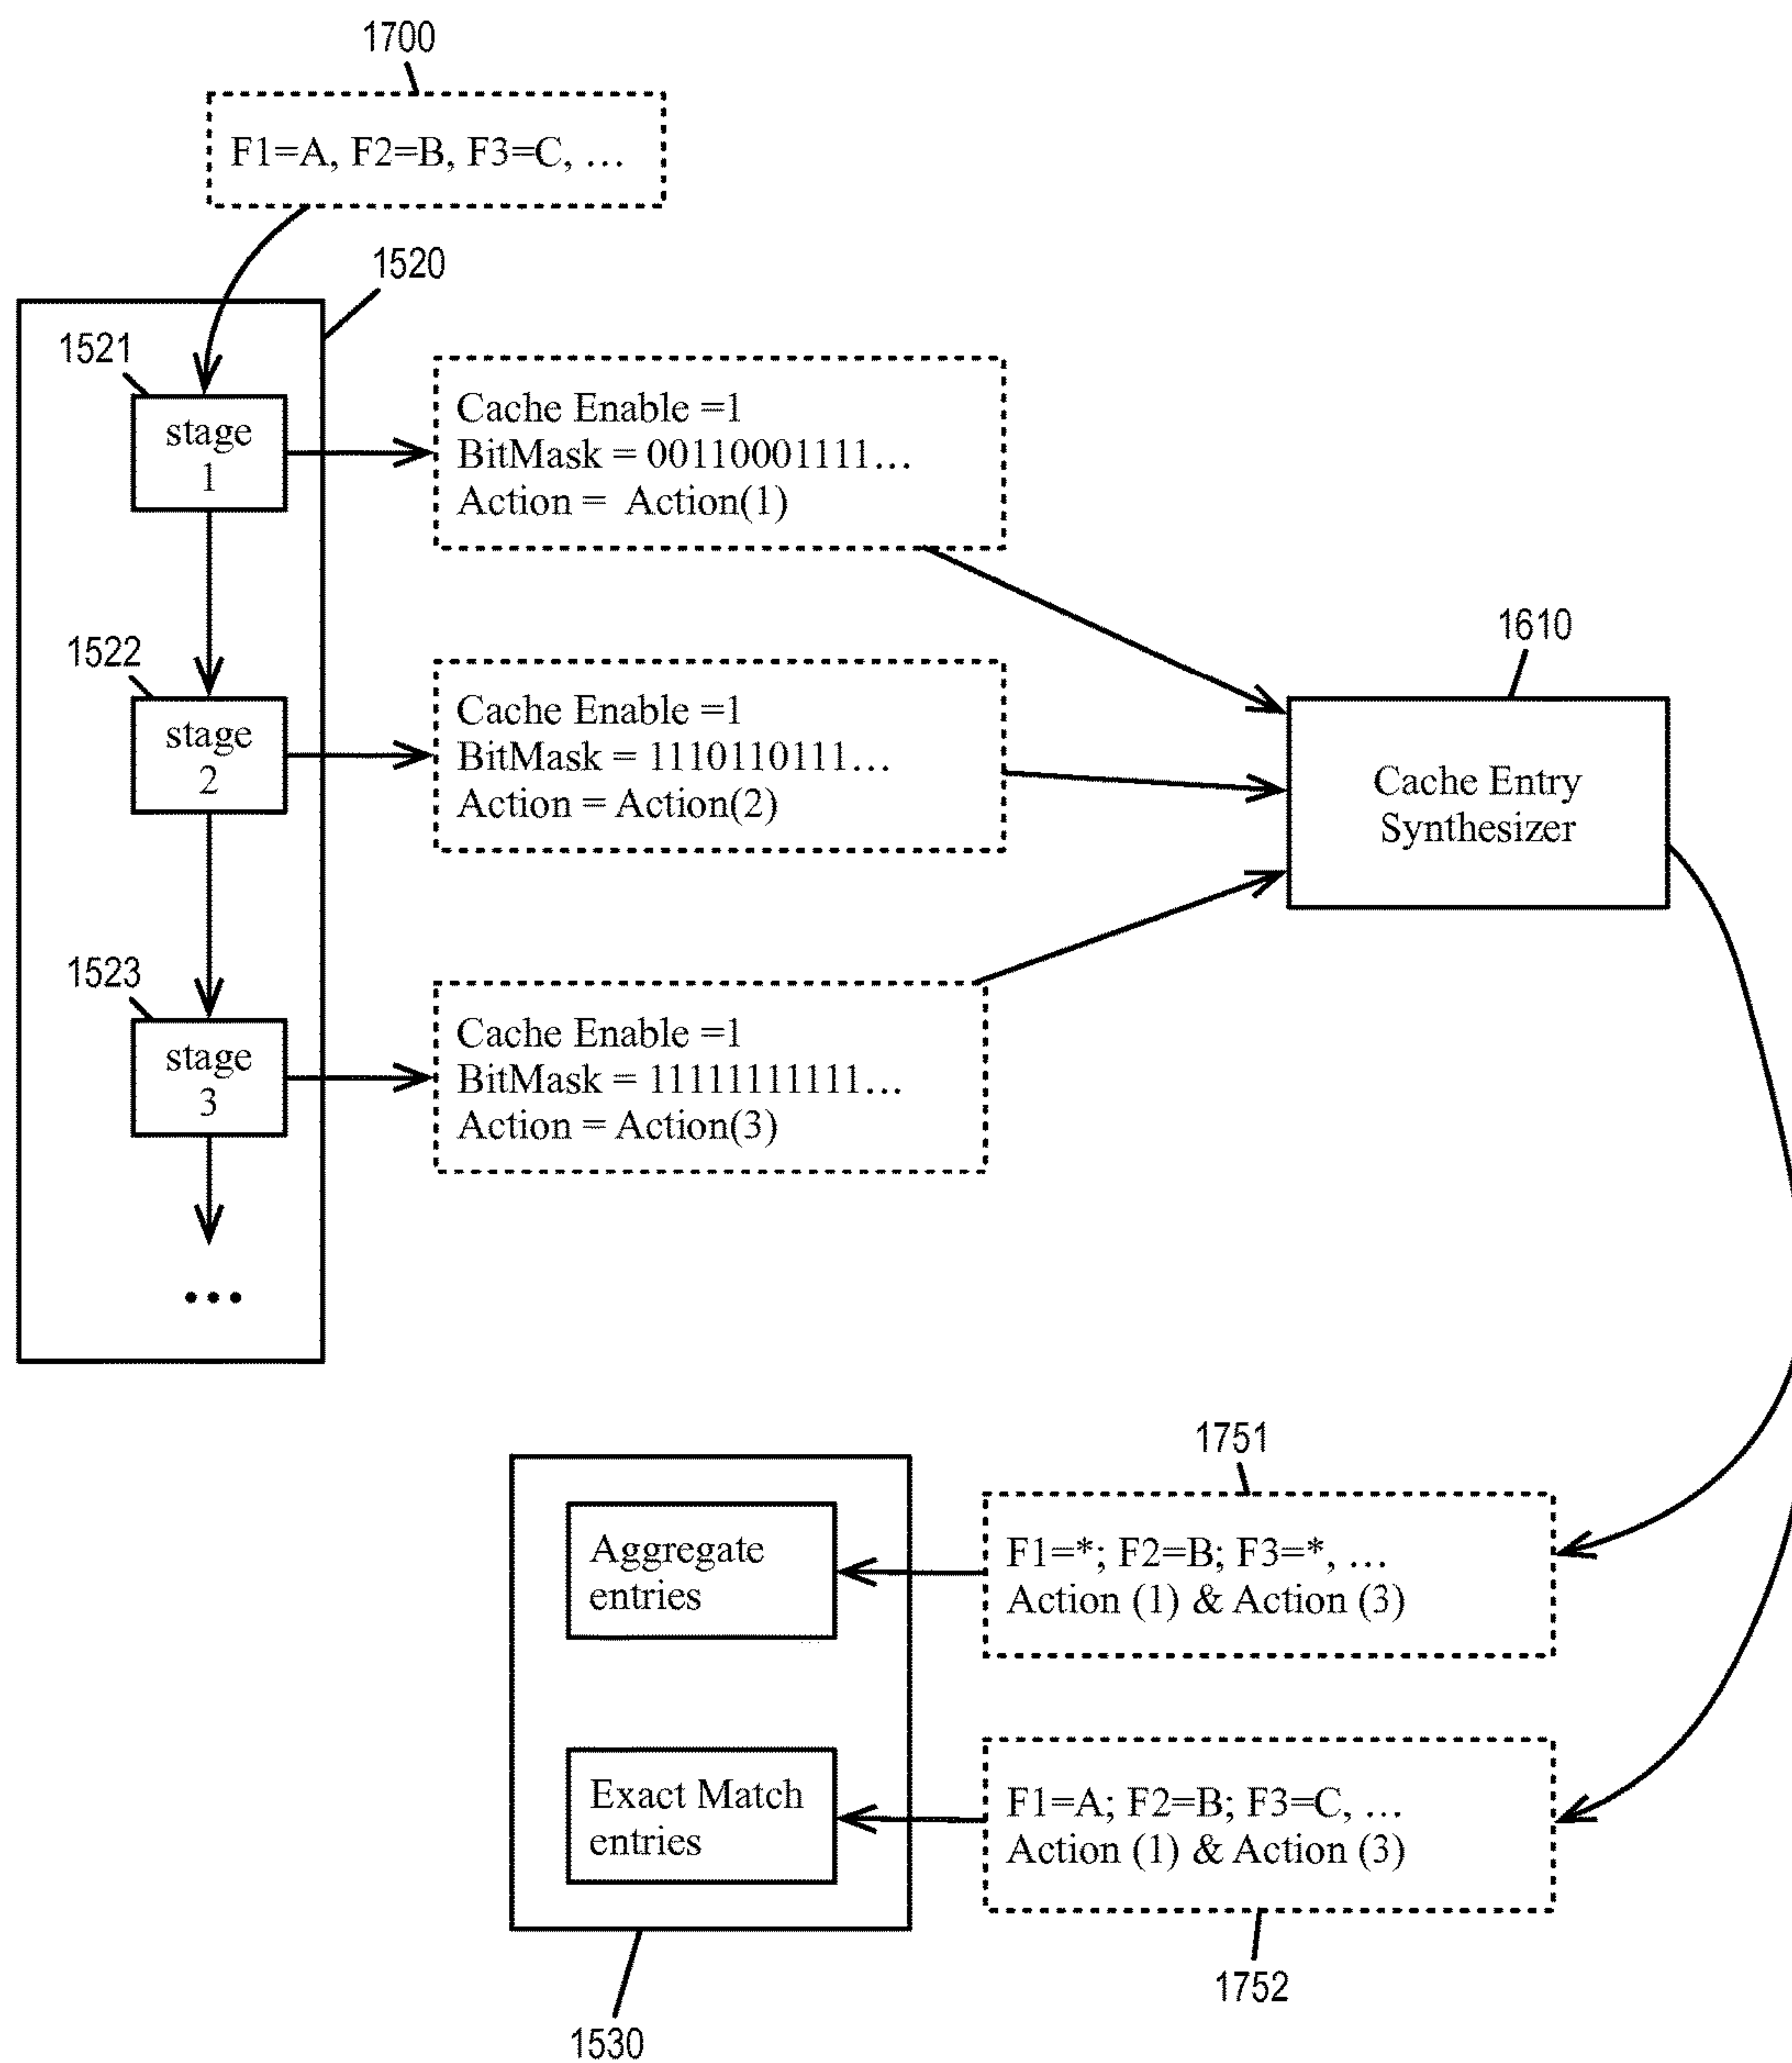 1700
F1=A, F2=B, F3=C, …
1520
1521
stage
1
Cache Enable =1
BitMask = 00110001111…
Action = Action(1)
1522
stage
2
Cache Enable =1
BitMask = 1110110111…
Action = Action(2)
1610
Cache Entry
Synthesizer
1523
stage
3
Cache Enable =1
BitMask = 11111111111…
Action = Action(3)
…
1751
Aggregate
entries
F1=*; F2=B; F3=*, …
Action (1) & Action (3)
Exact Match
entries
F1=A; F2=B; F3=C, …
Action (1) & Action (3)
1752
1530